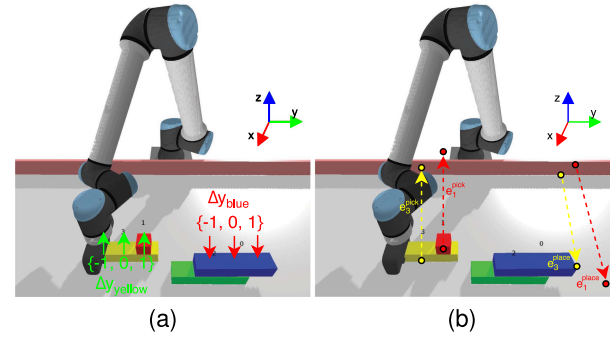 z
y
x
Δy_blue
{-1, 0, 1}
3
1
{-1, 0, 1}
Δy_yellow
0
2
(a)
z
y
x
e_3^pick
e_1^pick
3
0
2
e_3^place
e_1^place
(b)